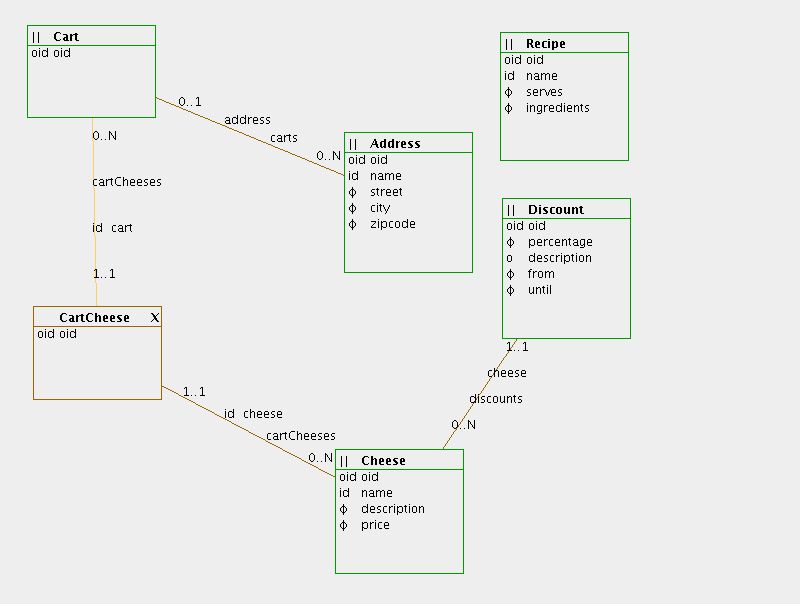 || Cart
oid oid
0..1
address
carts
0..N
0..N
cartCheeses
id cart
1..1
|| Recipe
oid oid
id name
ϕ serves
ϕ ingredients
|| Address
oid oid
id name
ϕ street
ϕ city
ϕ zipcode
|| Discount
oid oid
ϕ percentage
o description
ϕ from
ϕ until
CartCheese X
oid oid
1..1
id cheese
cartCheeses
0..N
1..1
cheese
discounts
0..N
|| Cheese
oid oid
id name
ϕ description
ϕ price